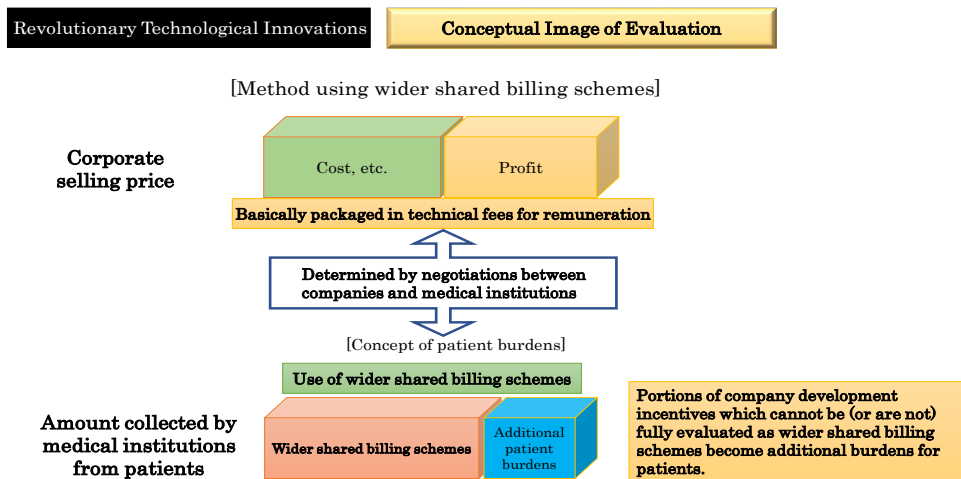 Revolutionary Technological Innovations
Conceptual Image of Evaluation
[Method using wider shared billing schemes]
Corporate
selling price
Cost, etc.
Profit
Basically packaged in technical fees for remuneration
Determined by negotiations between
companies and medical institutions
[Concept of patient burdens]
Use of wider shared billing schemes
Amount collected by
medical institutions
from patients
Wider shared billing schemes
Additional
patient
burdens
Portions of company development
incentives which cannot be (or are not)
fully evaluated as wider shared billing
schemes become additional burdens for
patients.